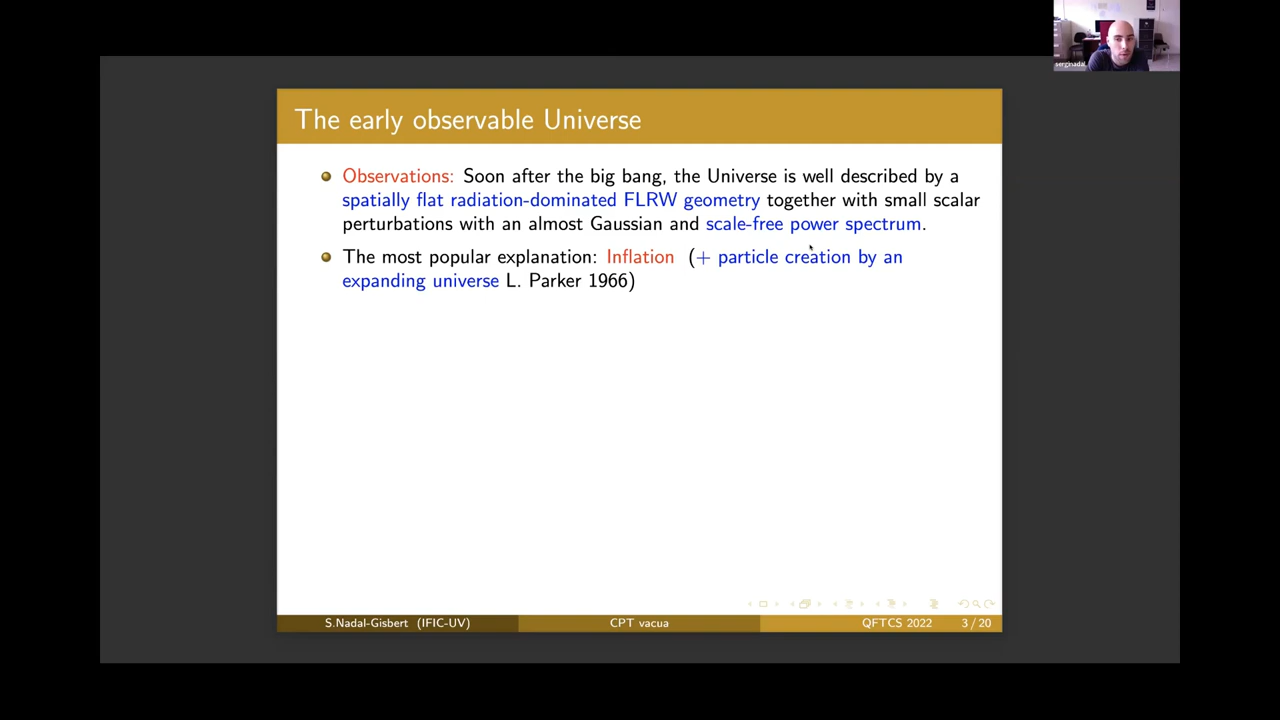 serginadal
The early observable Universe
Observations: Soon after the big bang, the Universe is well described by a
spatially flat radiation-dominated FLRW geometry together with small scalar
perturbations with an almost Gaussian and scale-free power spectrum.
The most popular explanation: Inflation (+ particle creation by an
expanding universe L. Parker 1966)
S.Nadal-Gisbert (IFIC-UV) CPT vacua QFTCS 2022 3 / 20